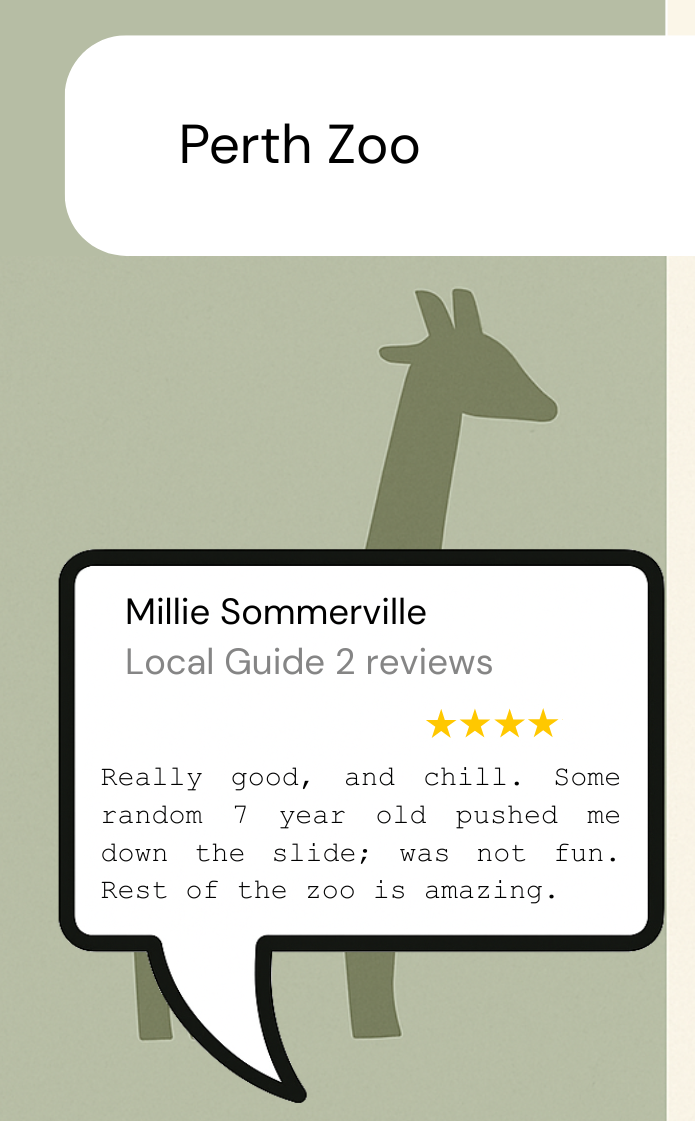 Perth Zoo
Millie Sommerville
Local Guide 2 reviews
★★★★
Really good, and chill. Some
random 7 year old pushed me
down the slide; was not fun.
Rest of the zoo is amazing.